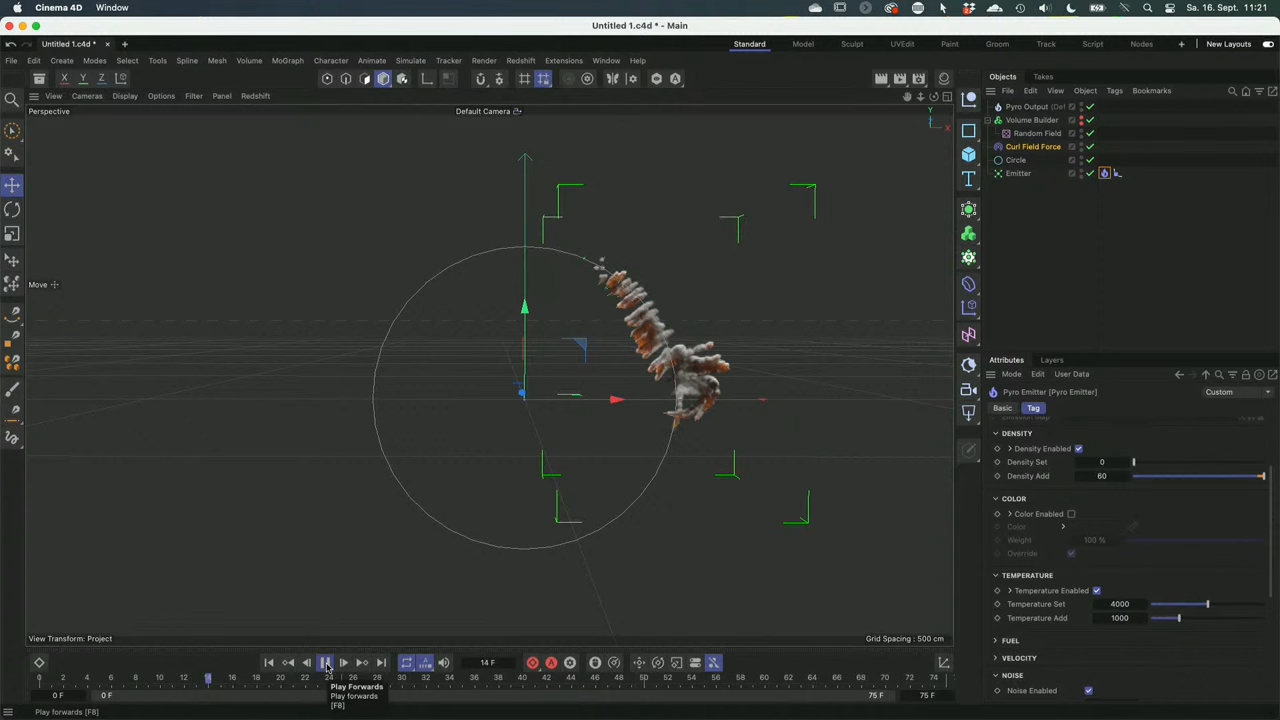 Cinema 4D Window
Sa. 16. Sept. 11:21
Untitled 1.c4d * - Main
Untitled 1.c4d *
Standard Model Sculpt UVEdit Paint Groom Track Script Nodes New Layouts
File Edit Create Modes Select Tools Spline Mesh Volume MoGraph Character Animate Simulate Tracker Render Redshift Extensions Window Help
X Y Z
View Cameras Display Options Filter Panel Redshift
Perspective
Default Camera
Y
X
Move
View Transform: Project
Grid Spacing : 500 cm
14 F
0 2 4 6 8 10 12 14 16 18 20 22 24 26 28 30 32 34 36 38 40 42 44 46 48 50 52 54 56 58 60 62 64 66 68 70 72 74
0 F
0 F
75 F
75 F
Play Forwards
Play forwards
[F8]
Play forwards [F8]
Objects Takes
File Edit View Object Tags Bookmarks
Pyro Output (Def
Volume Builder
Random Field
Curl Field Force
Circle
Emitter
Attributes Layers
Mode Edit User Data
Pyro Emitter [Pyro Emitter]
Custom
Basic Tag
DENSITY
Density Enabled
Density Set 0
Density Add 60
COLOR
Color Enabled
Color
Weight 100 %
Override
TEMPERATURE
Temperature Enabled
Temperature Set 4000
Temperature Add 1000
FUEL
VELOCITY
NOISE
Noise Enabled